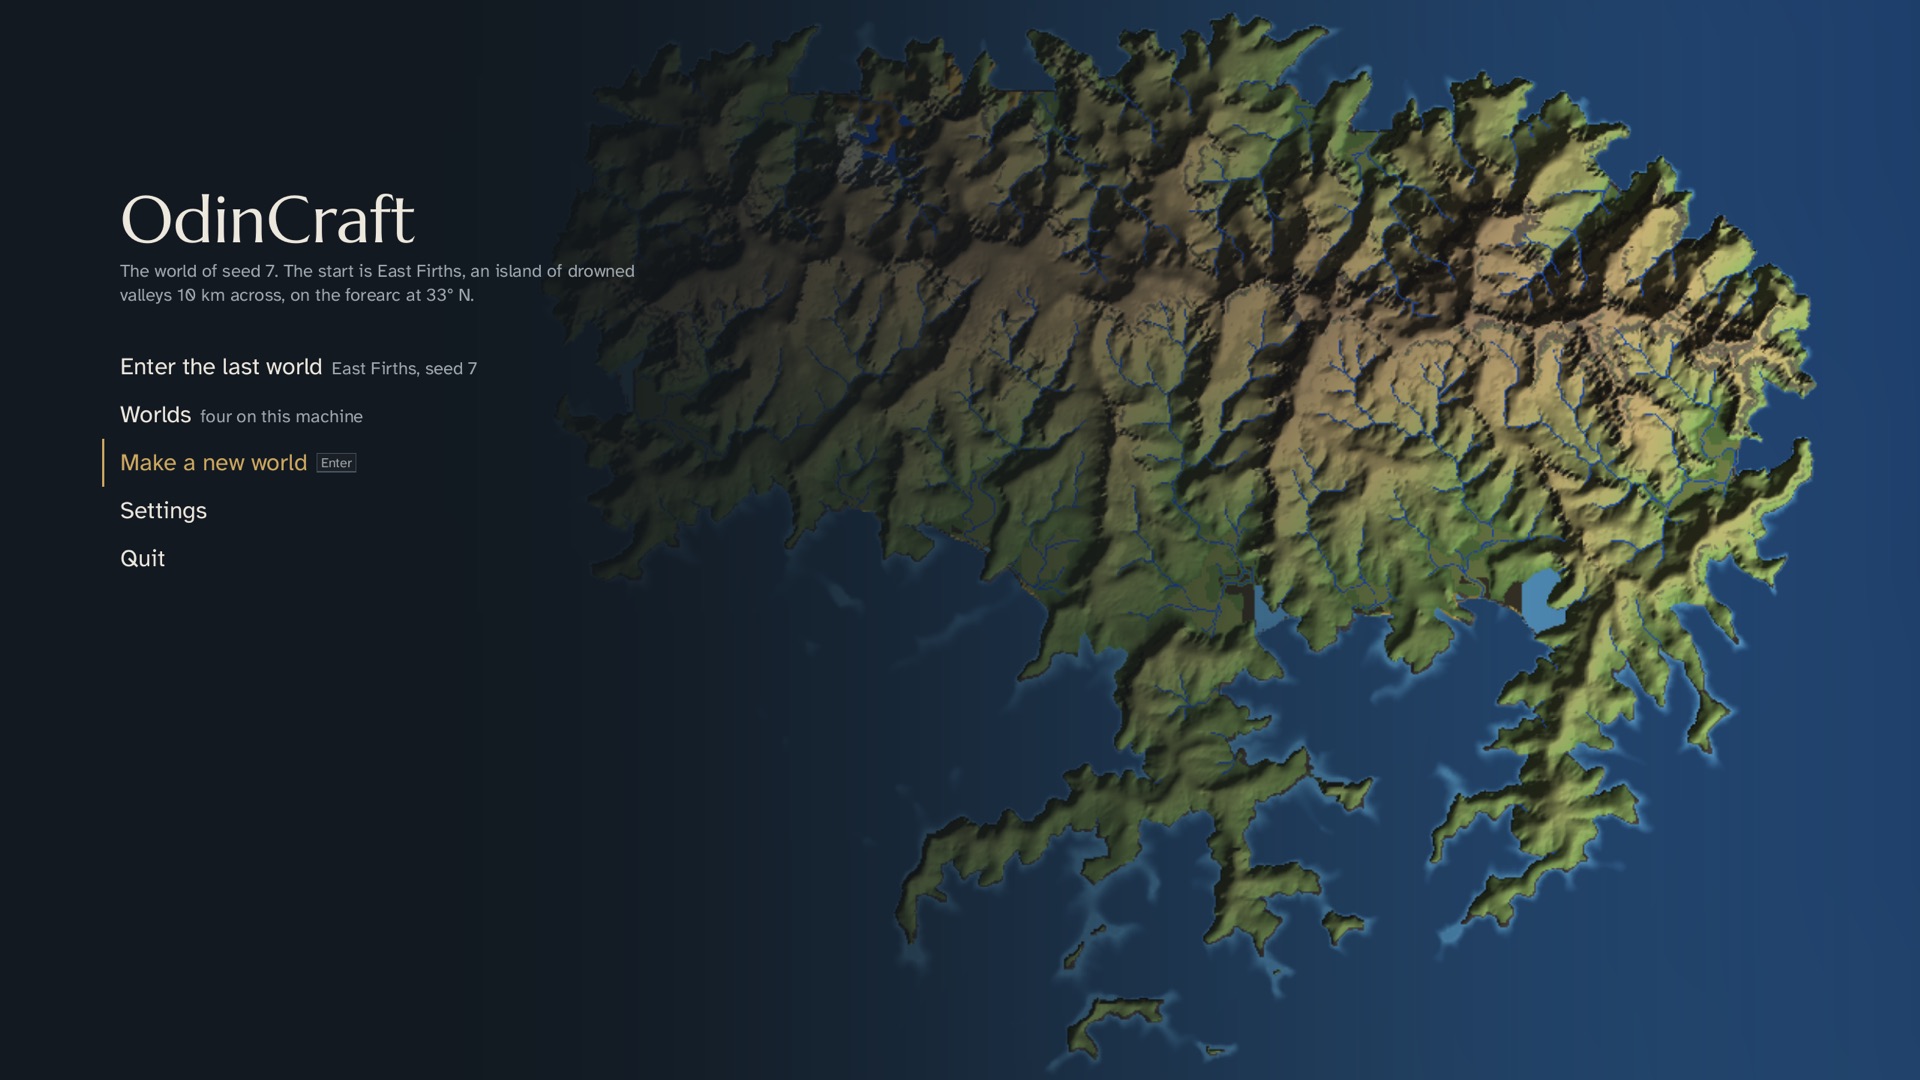 OdinCraft
The world of seed 7. The start is East Firths, an island of drowned
valleys 10 km across, on the forearc at 33° N.
Enter the last world East Firths, seed 7
Worlds four on this machine
Make a new world Enter
Settings
Quit